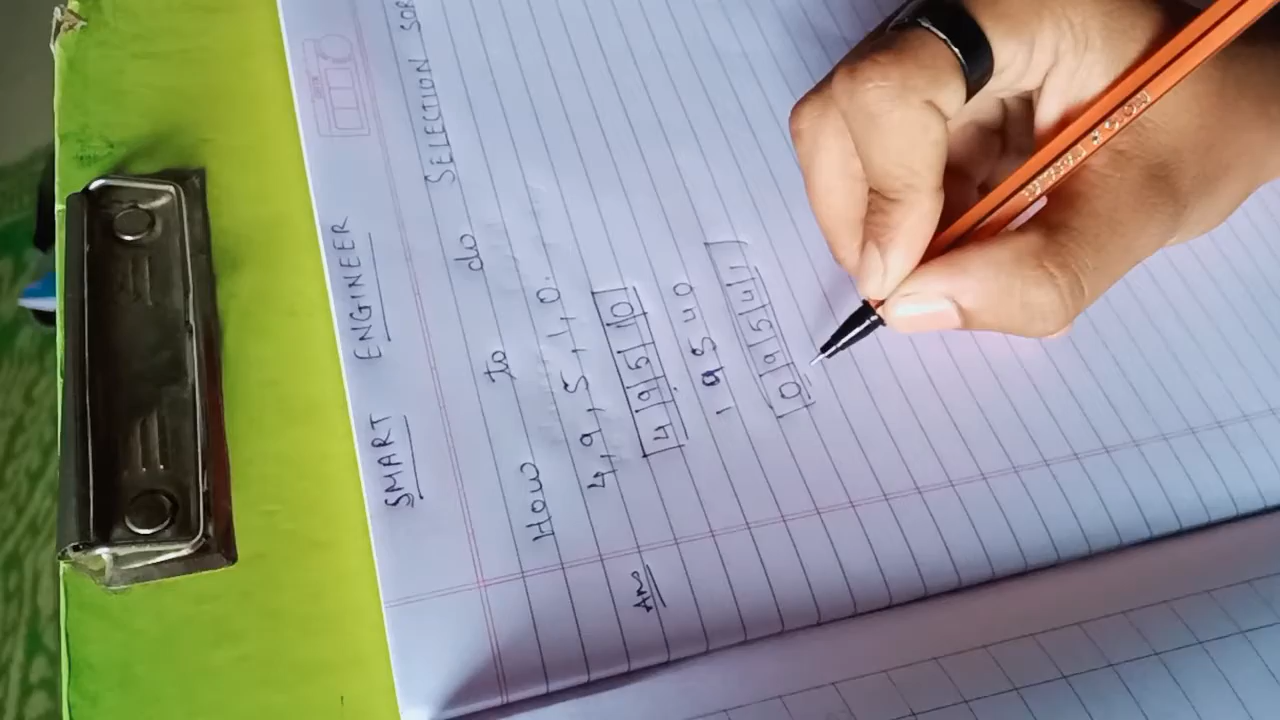 SMART ENGINEER
How to do SELECTION SOR
4, 9, 5, 1, 0.
Ans 4 9 5 1 0
1 9 5 4 0
0 9 5 4 1